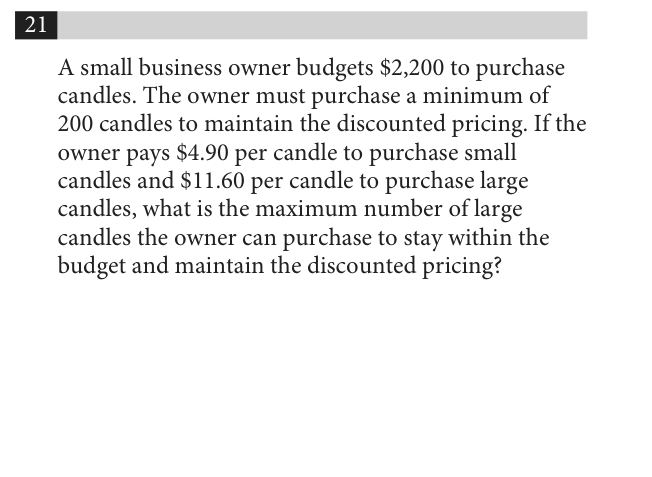 21
A small business owner budgets $2,200 to purchase
candles. The owner must purchase a minimum of
200 candles to maintain the discounted pricing. If the
owner pays $4.90 per candle to purchase small
candles and $11.60 per candle to purchase large
candles, what is the maximum number of large
candles the owner can purchase to stay within the
budget and maintain the discounted pricing?